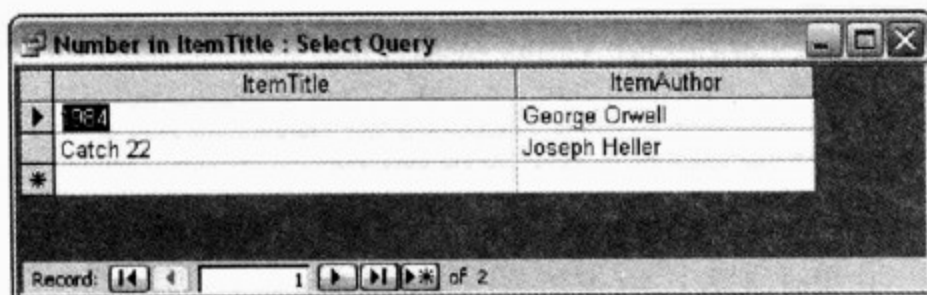 Number in ItemTitle : Select Query
ItemTitle ItemAuthor
1984 George Orwell
Catch 22 Joseph Heller
Record: 1 of 2